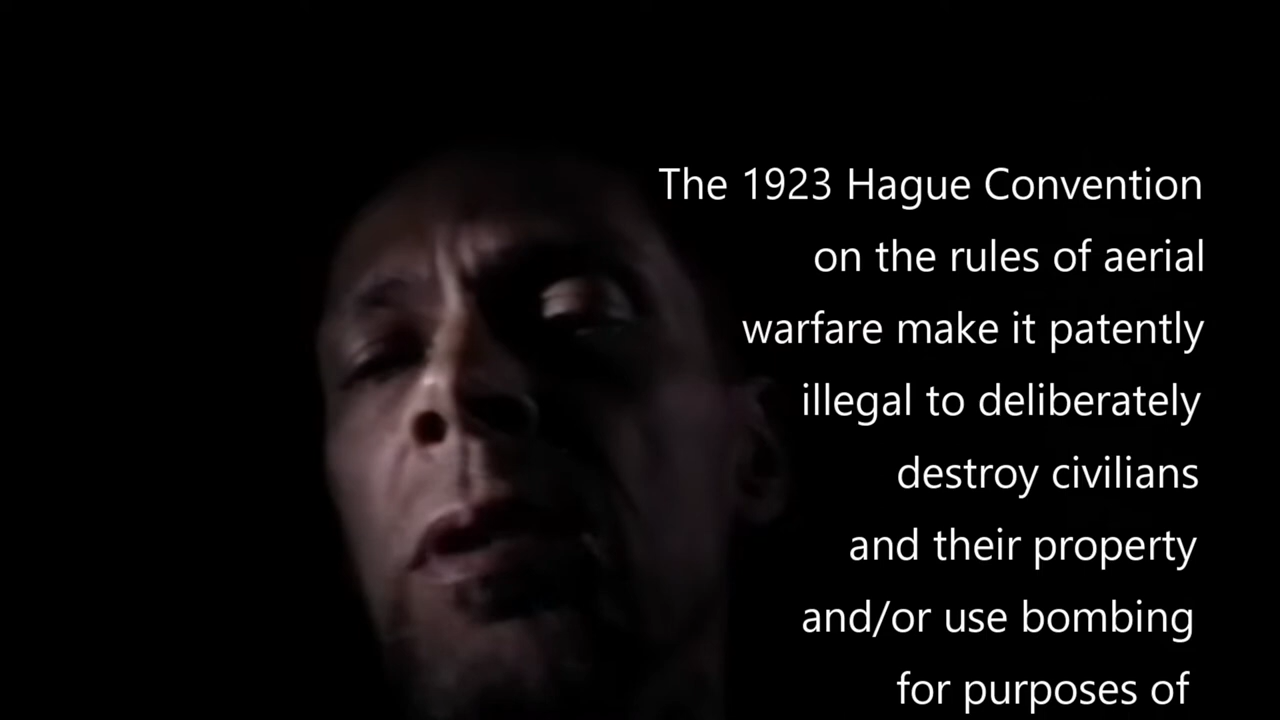 The 1923 Hague Convention
on the rules of aerial
warfare make it patently
illegal to deliberately
destroy civilians
and their property
and/or use bombing
for purposes of